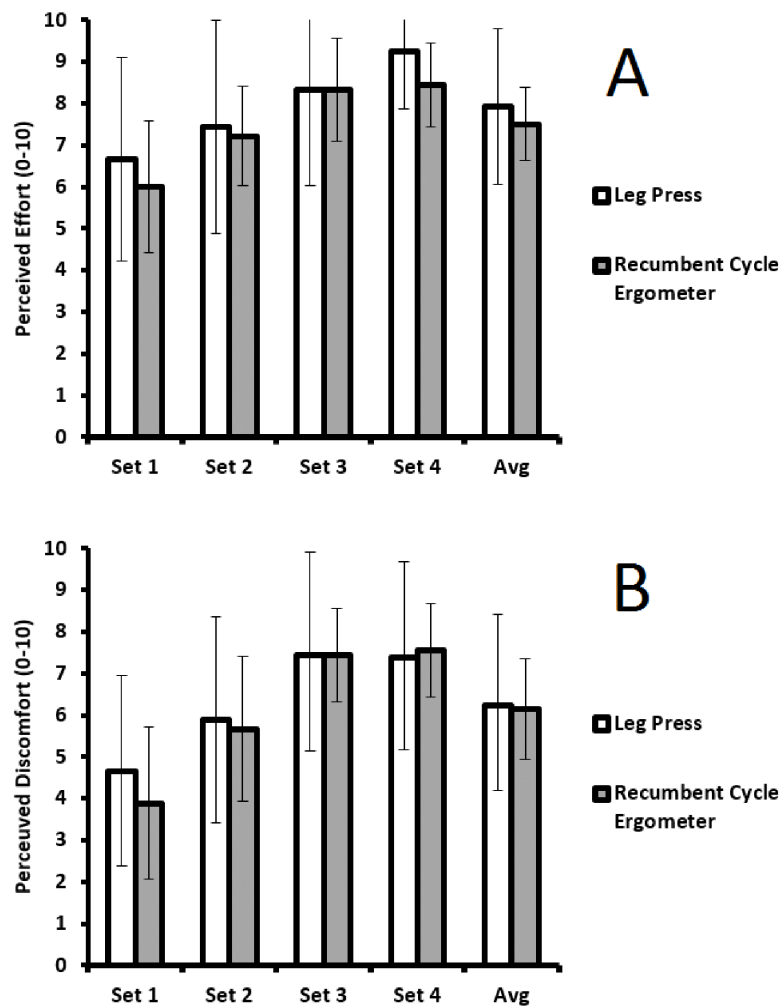 10
9
8
7
6
5
4
3
2
1
0
Perceived Effort (0-10)
Set 1 Set 2 Set 3 Set 4 Avg
A
Leg Press
Recumbent Cycle
Ergometer
10
9
8
7
6
5
4
3
2
1
0
Perceuved Discomfort (0-10)
Set 1 Set 2 Set 3 Set 4 Avg
B
Leg Press
Recumbent Cycle
Ergometer